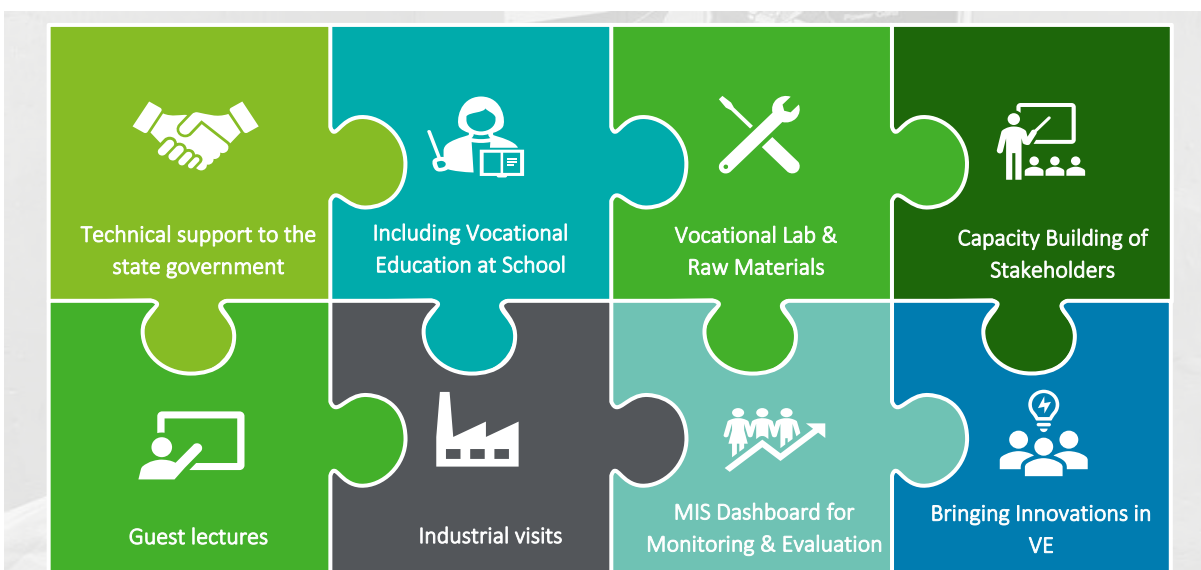 Technical support to the
state government
Including Vocational
Education at School
Vocational Lab &
Raw Materials
Capacity Building of
Stakeholders
Guest lectures
Industrial visits
MIS Dashboard for
Monitoring & Evaluation
Bringing Innovations in
VE